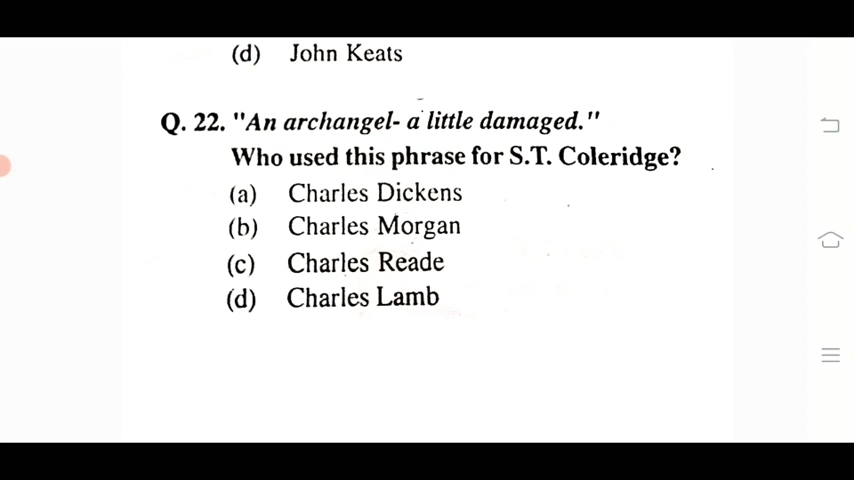 (d) John Keats
Q. 22. "An archangel- a little damaged."
Who used this phrase for S.T. Coleridge?
(a) Charles Dickens
(b) Charles Morgan
(c) Charles Reade
(d) Charles Lamb